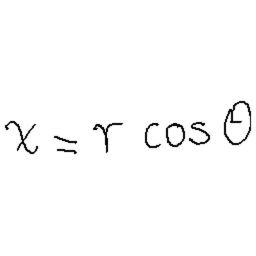 x = r cos θ